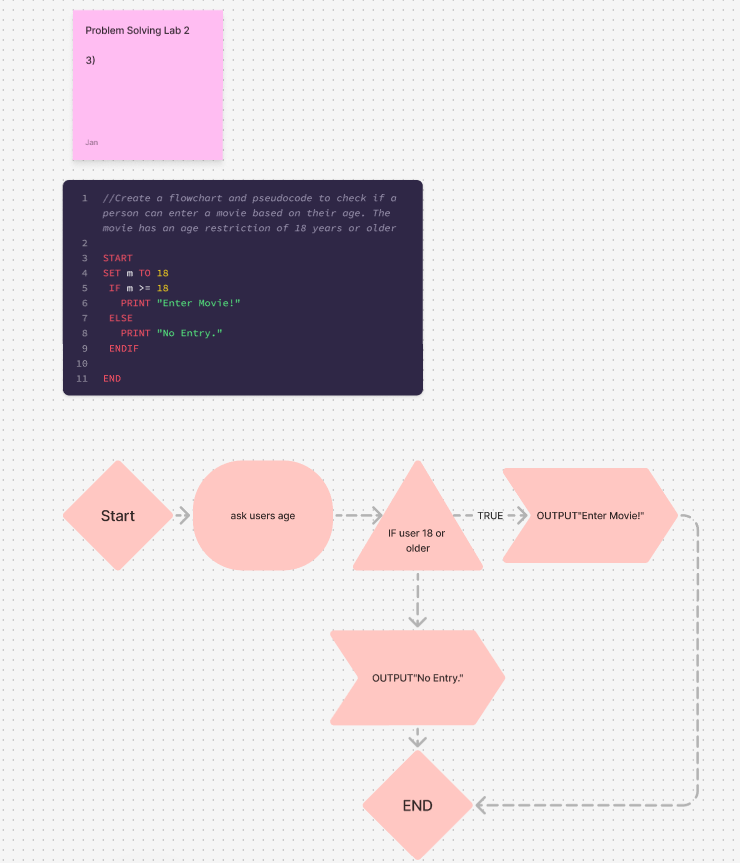 Problem Solving Lab 2
3)
Jan
1 //Create a flowchart and pseudocode to check if a
person can enter a movie based on their age. The
movie has an age restriction of 18 years or older
2
3 START
4 SET m TO 18
5 IF m >= 18
6 PRINT "Enter Movie!"
7 ELSE
8 PRINT "No Entry."
9 ENDIF
10
11 END
Start
ask users age
IF user 18 or
older
TRUE
OUTPUT"Enter Movie!"
OUTPUT"No Entry."
END